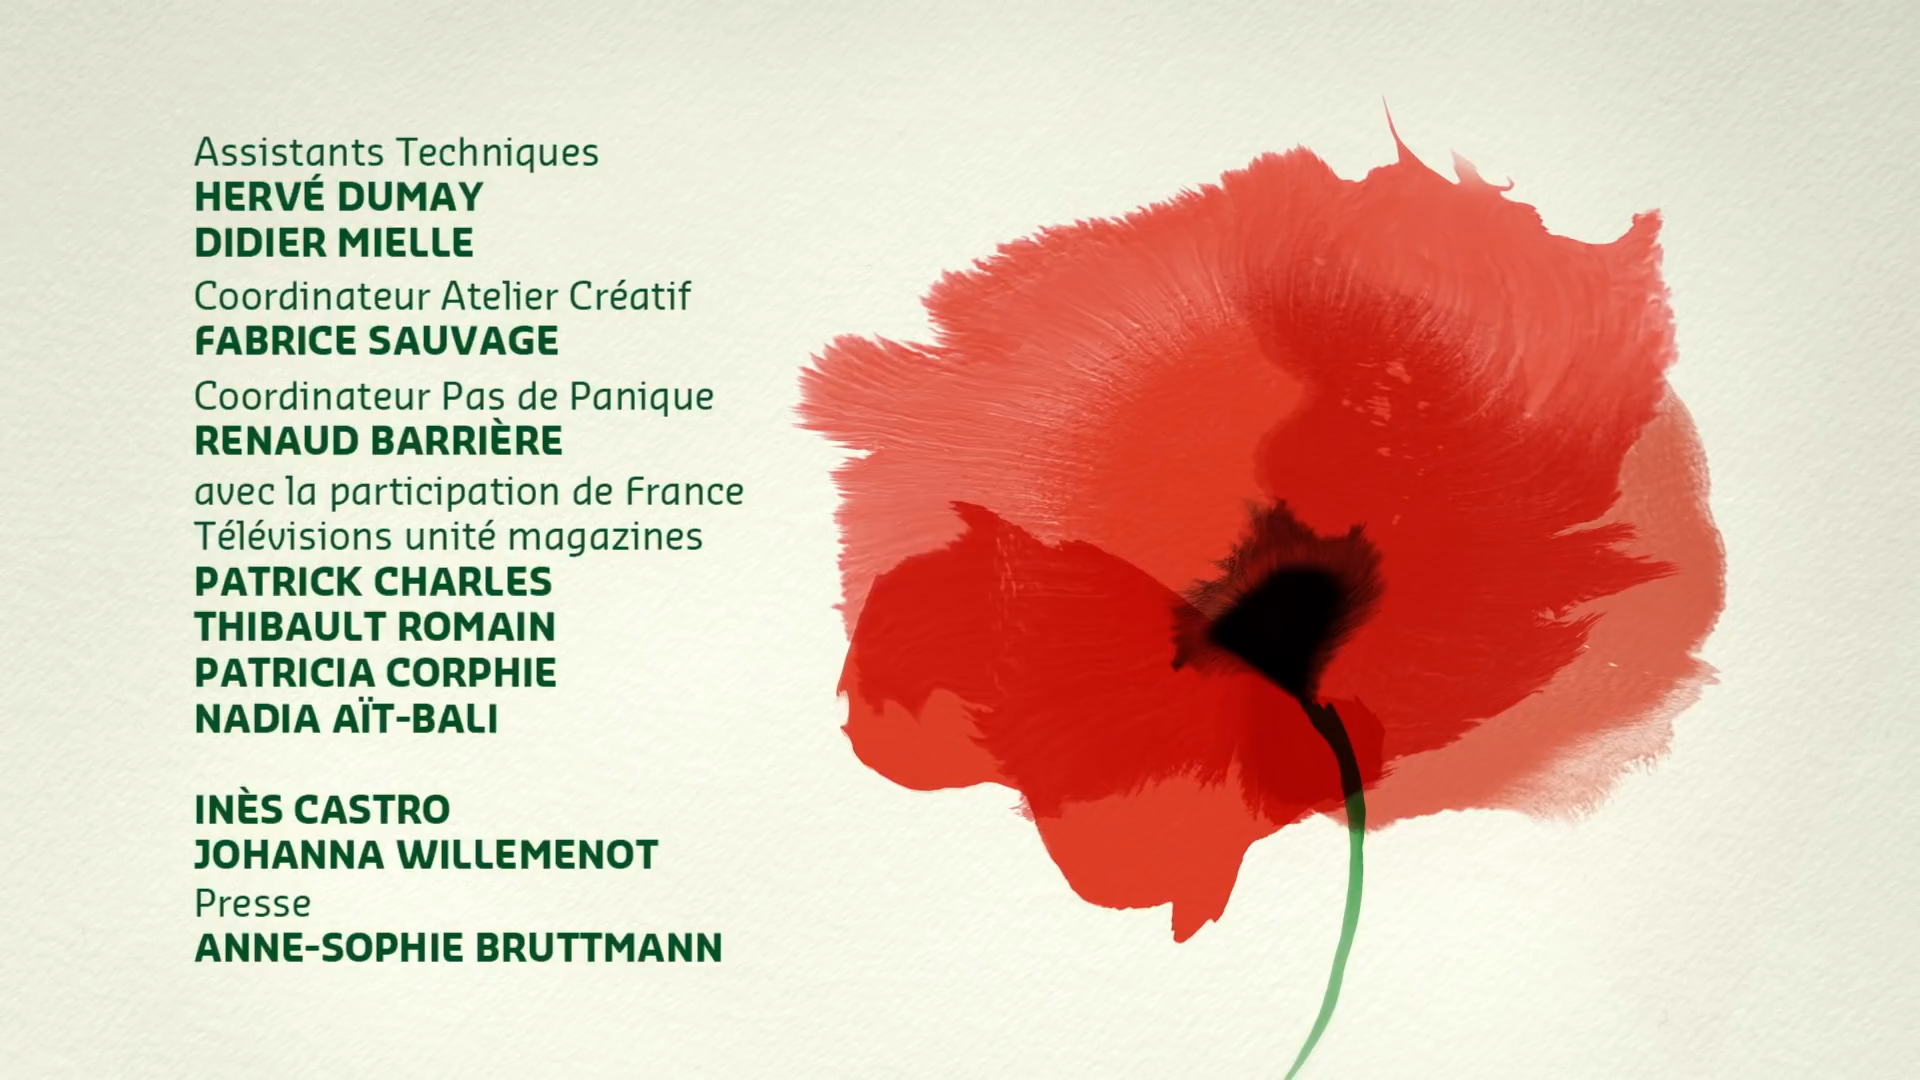 Assistants Techniques
HERVÉ DUMAY
DIDIER MIELLE
Coordinateur Atelier Créatif
FABRICE SAUVAGE
Coordinateur Pas de Panique
RENAUD BARRIÈRE
avec la participation de France
Télévisions unité magazines
PATRICK CHARLES
THIBAULT ROMAIN
PATRICIA CORPHIE
NADIA AÏT-BALI
INÈS CASTRO
JOHANNA WILLEMENOT
Presse
ANNE-SOPHIE BRUTTMANN